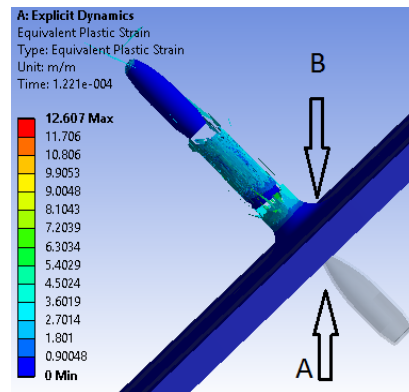 A: Explicit Dynamics
Equivalent Plastic Strain
Type: Equivalent Plastic Strain
Unit: m/m
Time: 1.221e-004
12.607 Max
11.706
10.806
9.9053
9.0048
8.1043
7.2039
6.3034
5.4029
4.5024
3.6019
2.7014
1.801
0.90048
0 Min
B
A